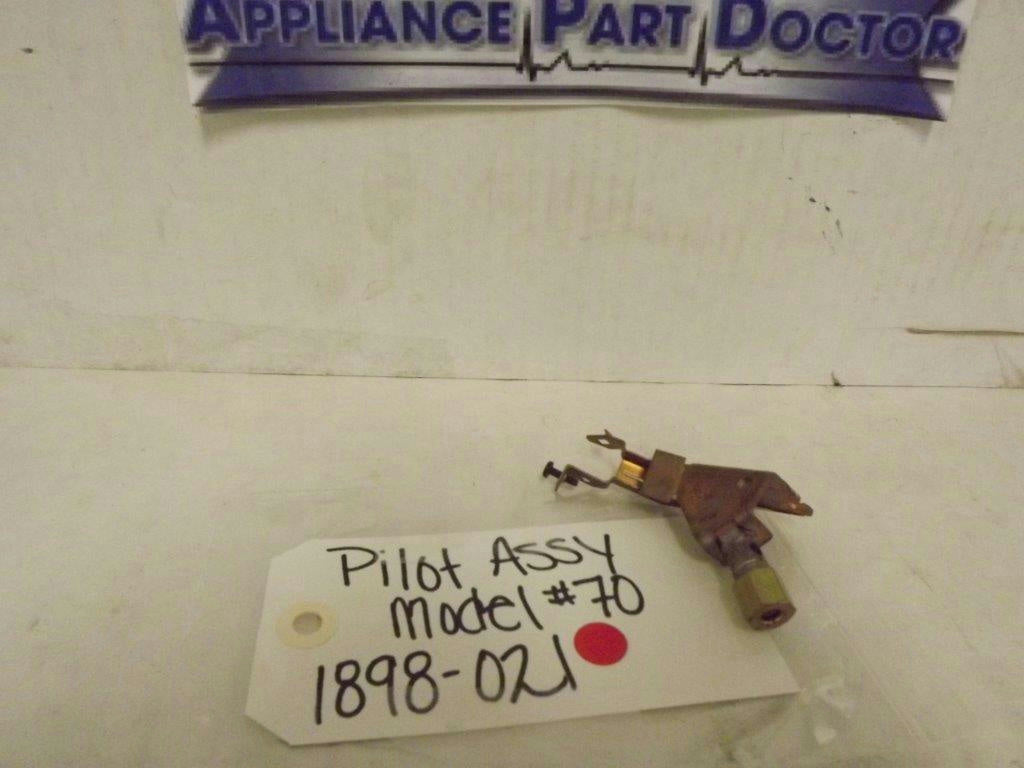 APPLIANCE PART DOCTOR
Pilot Assy
Model #70
1898-021